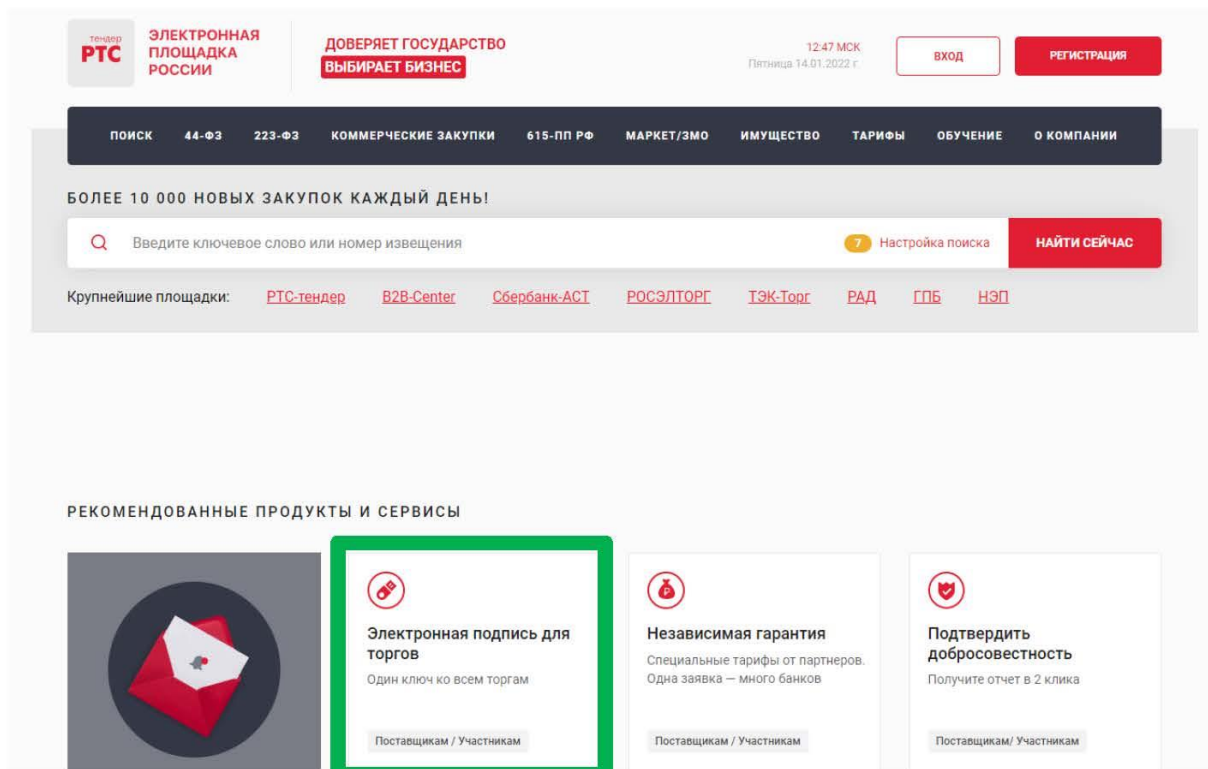 тендер
РТС
ЭЛЕКТРОННАЯ
ПЛОЩАДКА
РОССИИ
ДОВЕРЯЕТ ГОСУДАРСТВО
ВЫБИРАЕТ БИЗНЕС
12:47 МСК
Пятница 14.01.2022 г.
ВХОД
РЕГИСТРАЦИЯ
ПОИСК 44-ФЗ 223-ФЗ КОММЕРЧЕСКИЕ ЗАКУПКИ 615-ПП РФ МАРКЕТ/ЗМО ИМУЩЕСТВО ТАРИФЫ ОБУЧЕНИЕ О КОМПАНИИ
БОЛЕЕ 10 000 НОВЫХ ЗАКУПОК КАЖДЫЙ ДЕНЬ!
Введите ключевое слово или номер извещения 7 Настройка поиска НАЙТИ СЕЙЧАС
Крупнейшие площадки: РТС-тендер B2B-Center Сбербанк-АСТ РОСЭЛТОРГ ТЭК-Торг РАД ГПБ НЭП
РЕКОМЕНДОВАННЫЕ ПРОДУКТЫ И СЕРВИСЫ
Электронная подпись для
торгов
Один ключ ко всем торгам
Поставщикам / Участникам
Независимая гарантия
Специальные тарифы от партнеров.
Одна заявка — много банков
Поставщикам / Участникам
Подтвердить
добросовестность
Получите отчет в 2 клика
Поставщикам/ Участникам